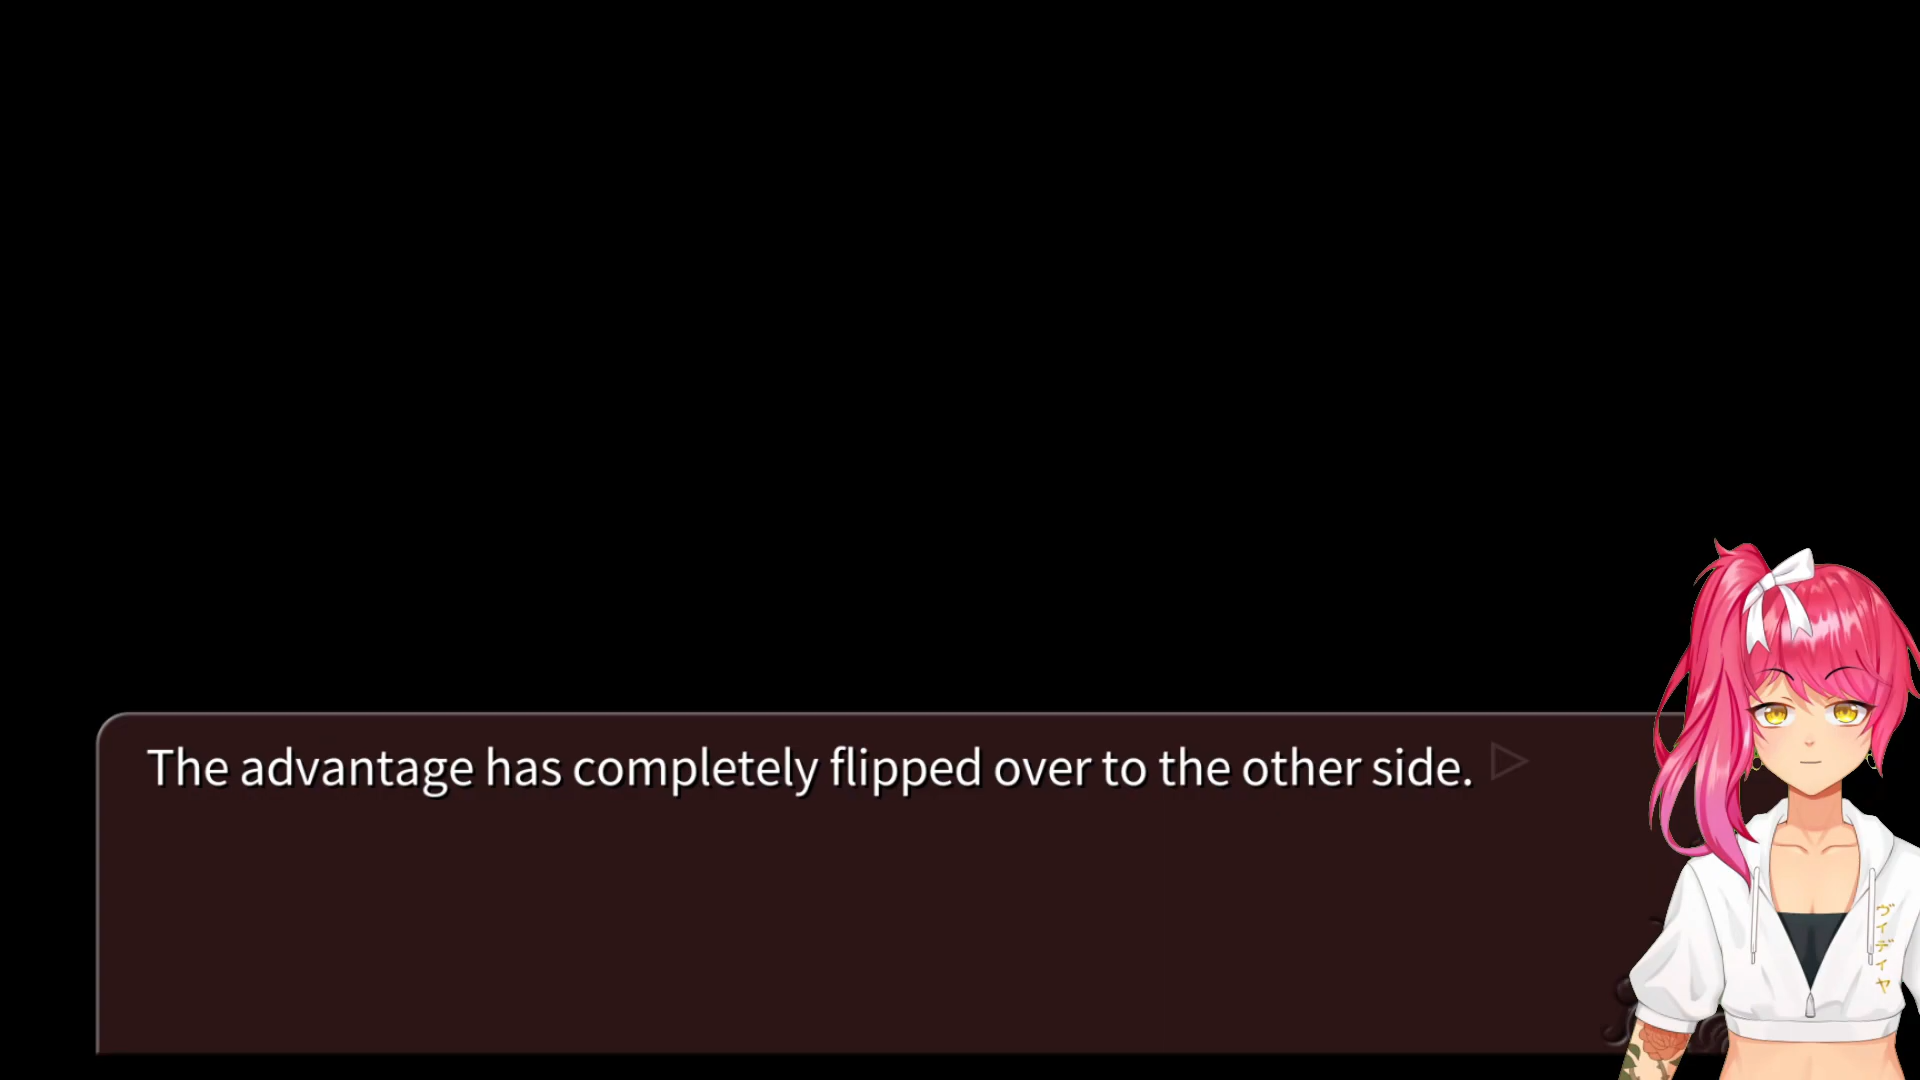 The advantage has completely flipped over to the other side.
ヴィディヤ